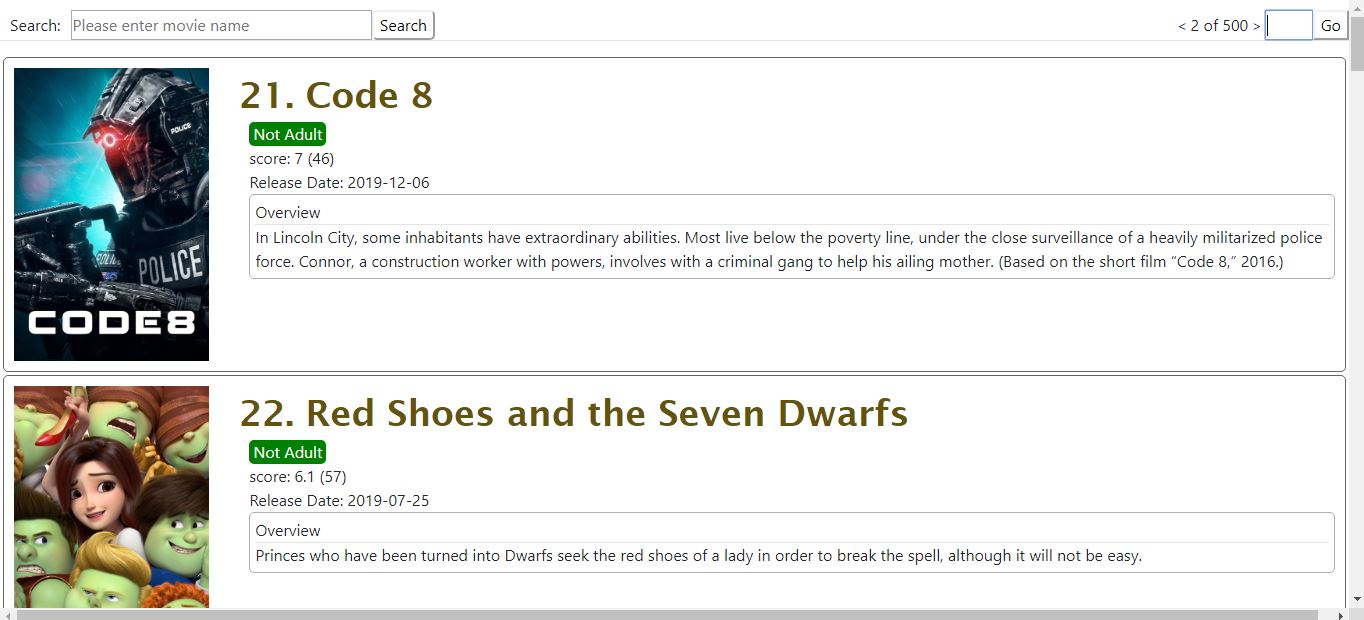 Search: Please enter movie name Search < 2 of 500 > Go
21. Code 8
Not Adult
score: 7 (46)
Release Date: 2019-12-06
Overview
In Lincoln City, some inhabitants have extraordinary abilities. Most live below the poverty line, under the close surveillance of a heavily militarized police
force. Connor, a construction worker with powers, involves with a criminal gang to help his ailing mother. (Based on the short film “Code 8,” 2016.)
POLICE
POLICE
CODE8
22. Red Shoes and the Seven Dwarfs
Not Adult
score: 6.1 (57)
Release Date: 2019-07-25
Overview
Princes who have been turned into Dwarfs seek the red shoes of a lady in order to break the spell, although it will not be easy.